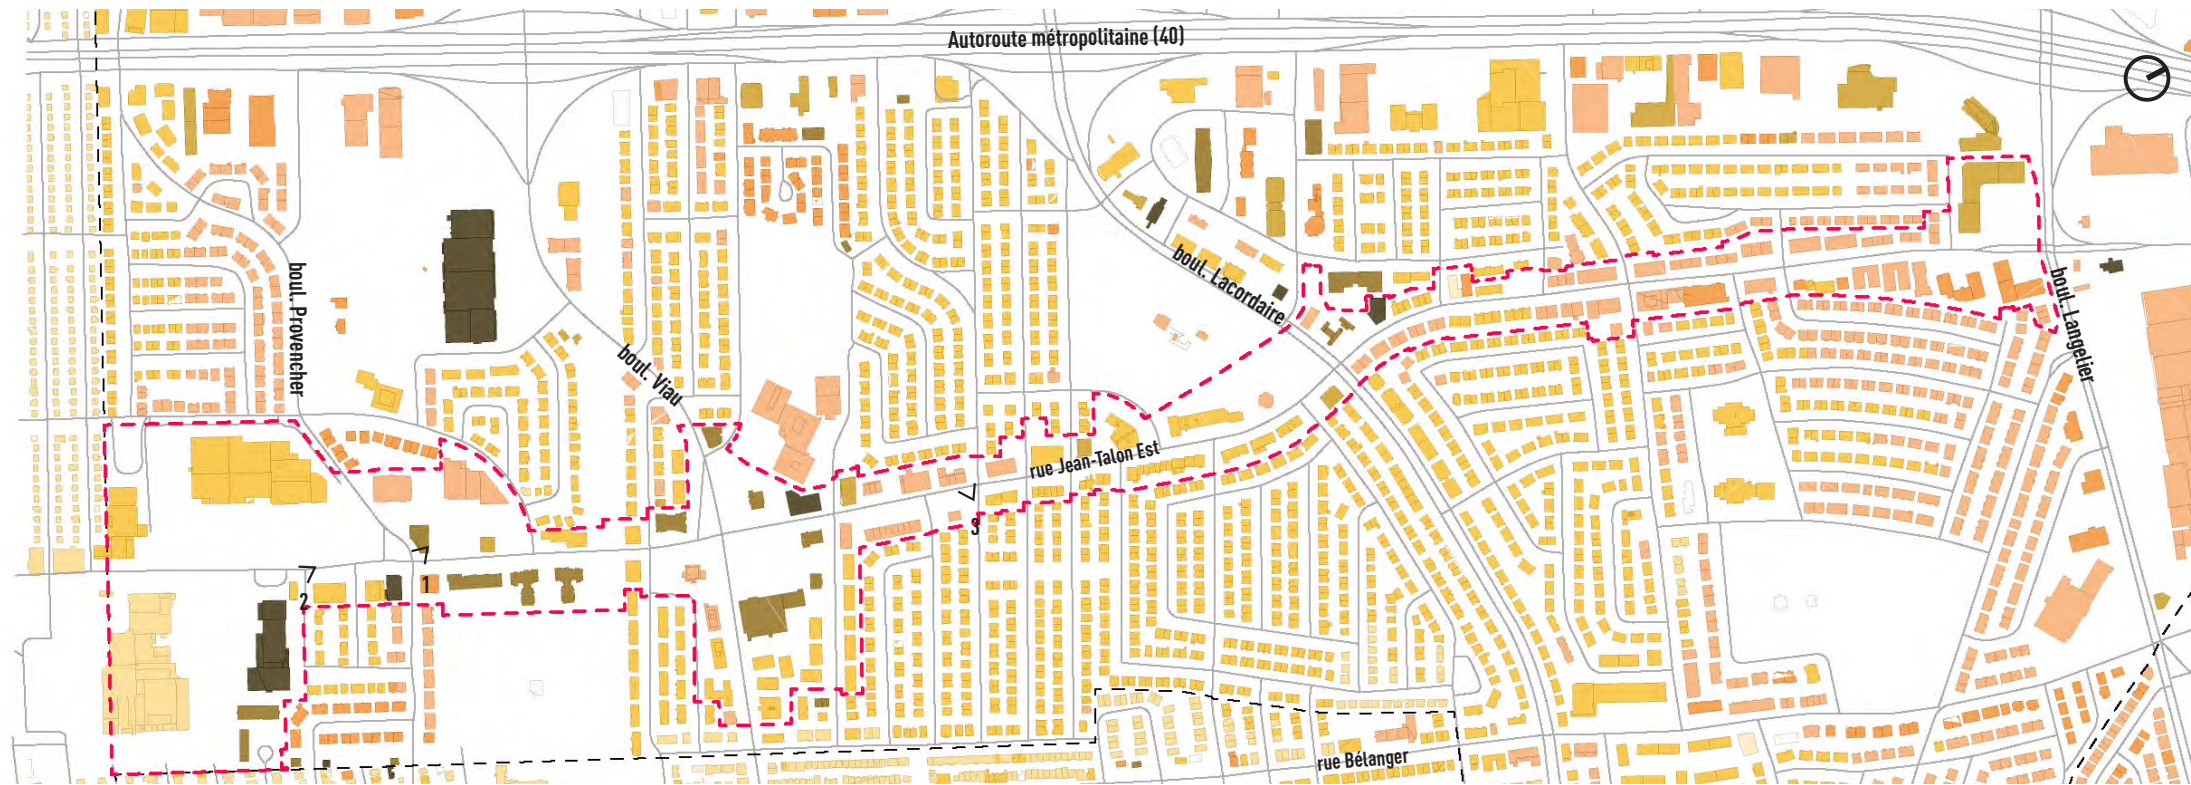 Autoroute métropolitaine (40)
boul. Provencher
boul. Viau
boul. Lacordaire
boul. Langelier
rue Jean-Talon Est
3
1
2
rue Bélanger